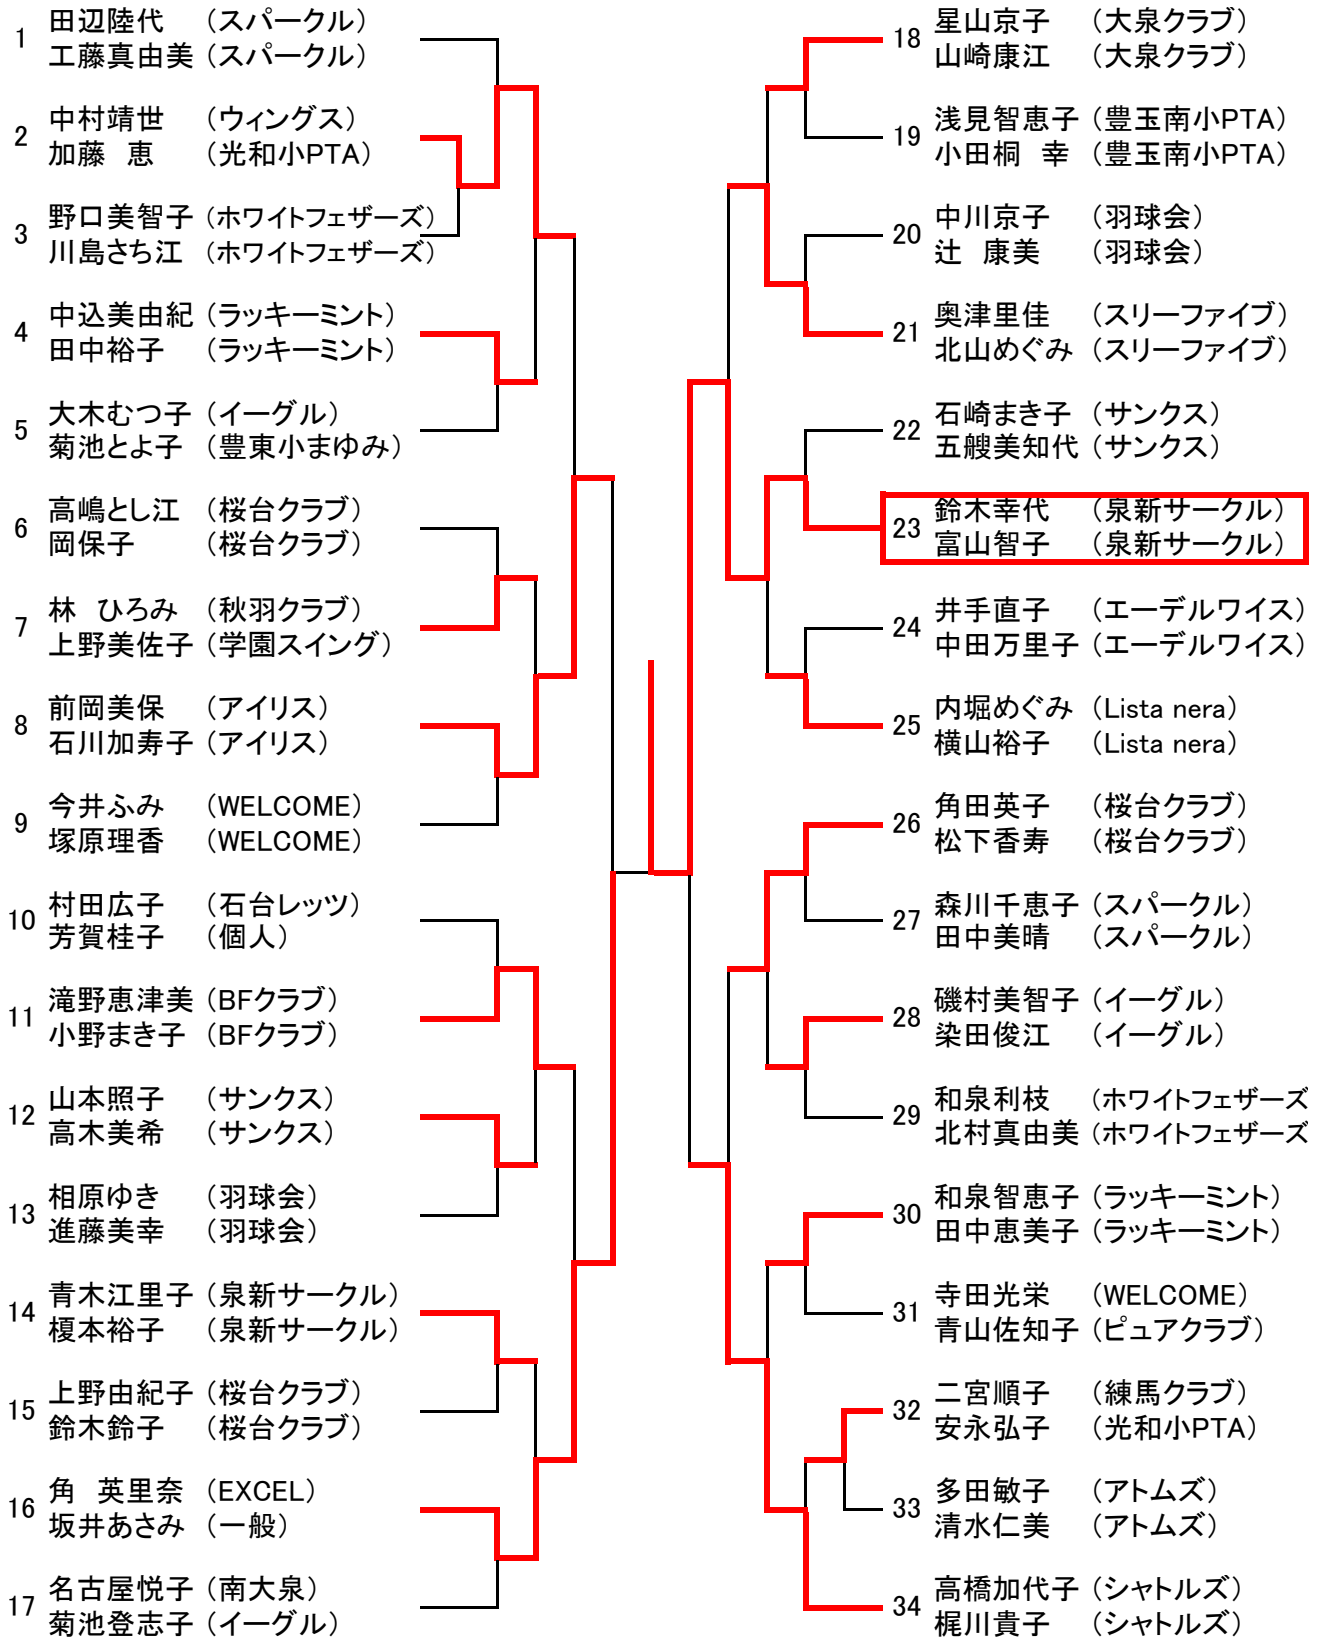 1 田辺陸代 （スパークル）
工藤真由美 （スパークル）
2 中村靖世 （ウィングス）
加藤　恵 （光和小PTA）
3 野口美智子 （ホワイトフェザーズ）
川島さち江 （ホワイトフェザーズ）
4 中込美由紀 （ラッキーミント）
田中裕子 （ラッキーミント）
5 大木むつ子 （イーグル）
菊池とよ子 （豊東小まゆみ）
6 高嶋とし江 （桜台クラブ）
岡保子 （桜台クラブ）
7 林　ひろみ （秋羽クラブ）
上野美佐子 （学園スイング）
8 前岡美保 （アイリス）
石川加寿子 （アイリス）
9 今井ふみ （WELCOME）
塚原理香 （WELCOME）
10 村田広子 （石台レッツ）
芳賀桂子 （個人）
11 滝野恵津美 （BFクラブ）
小野まき子 （BFクラブ）
12 山本照子 （サンクス）
高木美希 （サンクス）
13 相原ゆき （羽球会）
進藤美幸 （羽球会）
14 青木江里子 （泉新サークル）
榎本裕子 （泉新サークル）
15 上野由紀子 （桜台クラブ）
鈴木鈴子 （桜台クラブ）
16 角　英里奈 （EXCEL）
坂井あさみ （一般）
17 名古屋悦子 （南大泉）
菊池登志子 （イーグル）
18 星山京子 （大泉クラブ）
山崎康江 （大泉クラブ）
19 浅見智恵子 （豊玉南小PTA）
小田桐　幸 （豊玉南小PTA）
20 中川京子 （羽球会）
辻　康美 （羽球会）
21 奥津里佳 （スリーファイブ）
北山めぐみ （スリーファイブ）
22 石崎まき子 （サンクス）
五艘美知代 （サンクス）
23 鈴木幸代 （泉新サークル）
富山智子 （泉新サークル）
24 井手直子 （エーデルワイス）
中田万里子 （エーデルワイス）
25 内堀めぐみ （Lista nera）
横山裕子 （Lista nera）
26 角田英子 （桜台クラブ）
松下香寿 （桜台クラブ）
27 森川千恵子 （スパークル）
田中美晴 （スパークル）
28 磯村美智子 （イーグル）
染田俊江 （イーグル）
29 和泉利枝 （ホワイトフェザーズ
北村真由美 （ホワイトフェザーズ
30 和泉智恵子 （ラッキーミント）
田中恵美子 （ラッキーミント）
31 寺田光栄 （WELCOME）
青山佐知子 （ピュアクラブ）
32 二宮順子 （練馬クラブ）
安永弘子 （光和小PTA）
33 多田敏子 （アトムズ）
清水仁美 （アトムズ）
34 高橋加代子 （シャトルズ）
梶川貴子 （シャトルズ）